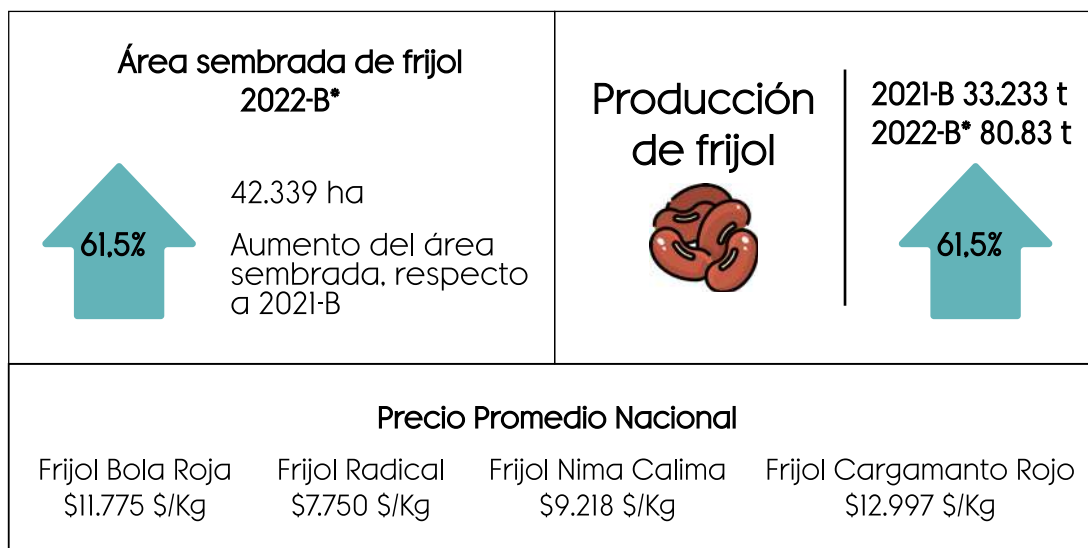 Área sembrada de frijol
2022-B*
61,5%
42.339 ha
Aumento del área
sembrada, respecto
a 2021-B
Producción
de frijol
2021-B 33.233 t
2022-B* 80.83 t
61,5%
Precio Promedio Nacional
Frijol Bola Roja
$11.775 $/Kg
Frijol Radical
$7.750 $/Kg
Frijol Nima Calima
$9.218 $/Kg
Frijol Cargamanto Rojo
$12.997 $/Kg